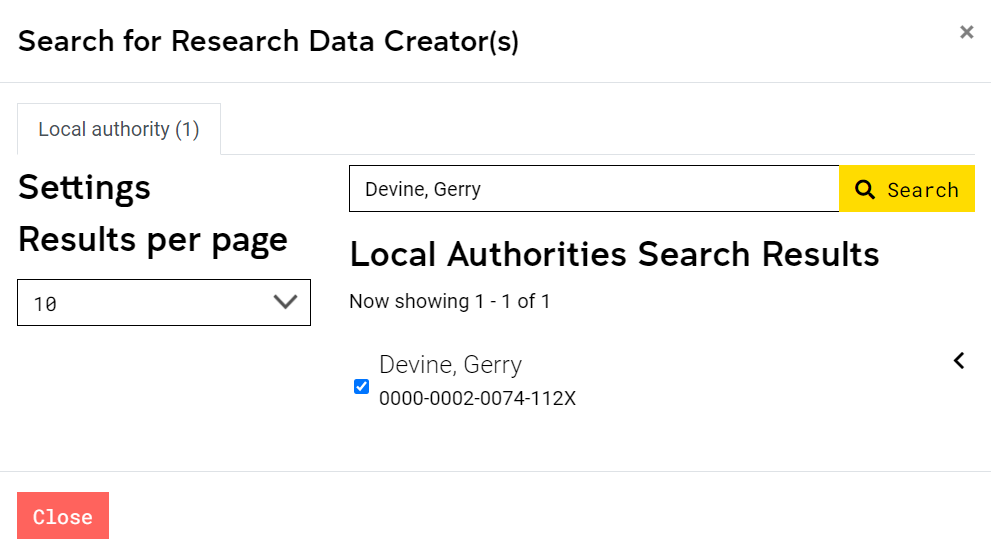 Search for Research Data Creator(s)
×
Local authority (1)
Settings
Results per page
10
Devine, Gerry
Search
Local Authorities Search Results
Now showing 1 - 1 of 1
Devine, Gerry
0000-0002-0074-112X
Close